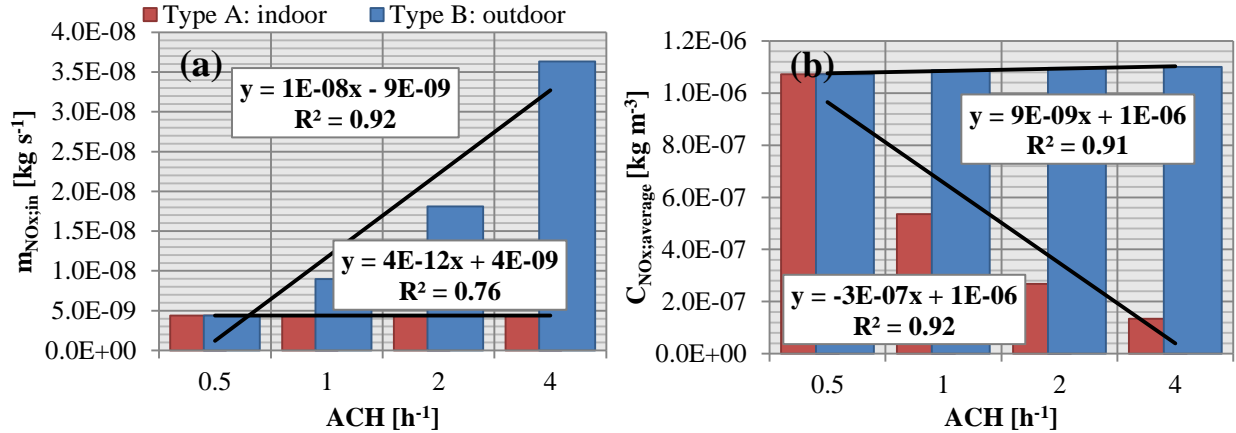 Type A: indoor Type B: outdoor
(a)
4.0E-08
3.5E-08
3.0E-08
2.5E-08
2.0E-08
1.5E-08
1.0E-08
5.0E-09
0.0E+00
m_NOx;in [kg s⁻¹]
y = 1E-08x - 9E-09
R² = 0.92
y = 4E-12x + 4E-09
R² = 0.76
0.5 1 2 4
ACH [h⁻¹]
(b)
1.2E-06
1.0E-06
8.0E-07
6.0E-07
4.0E-07
2.0E-07
0.0E+00
C_NOx;average [kg m⁻³]
y = 9E-09x + 1E-06
R² = 0.91
y = -3E-07x + 1E-06
R² = 0.92
0.5 1 2 4
ACH [h⁻¹]